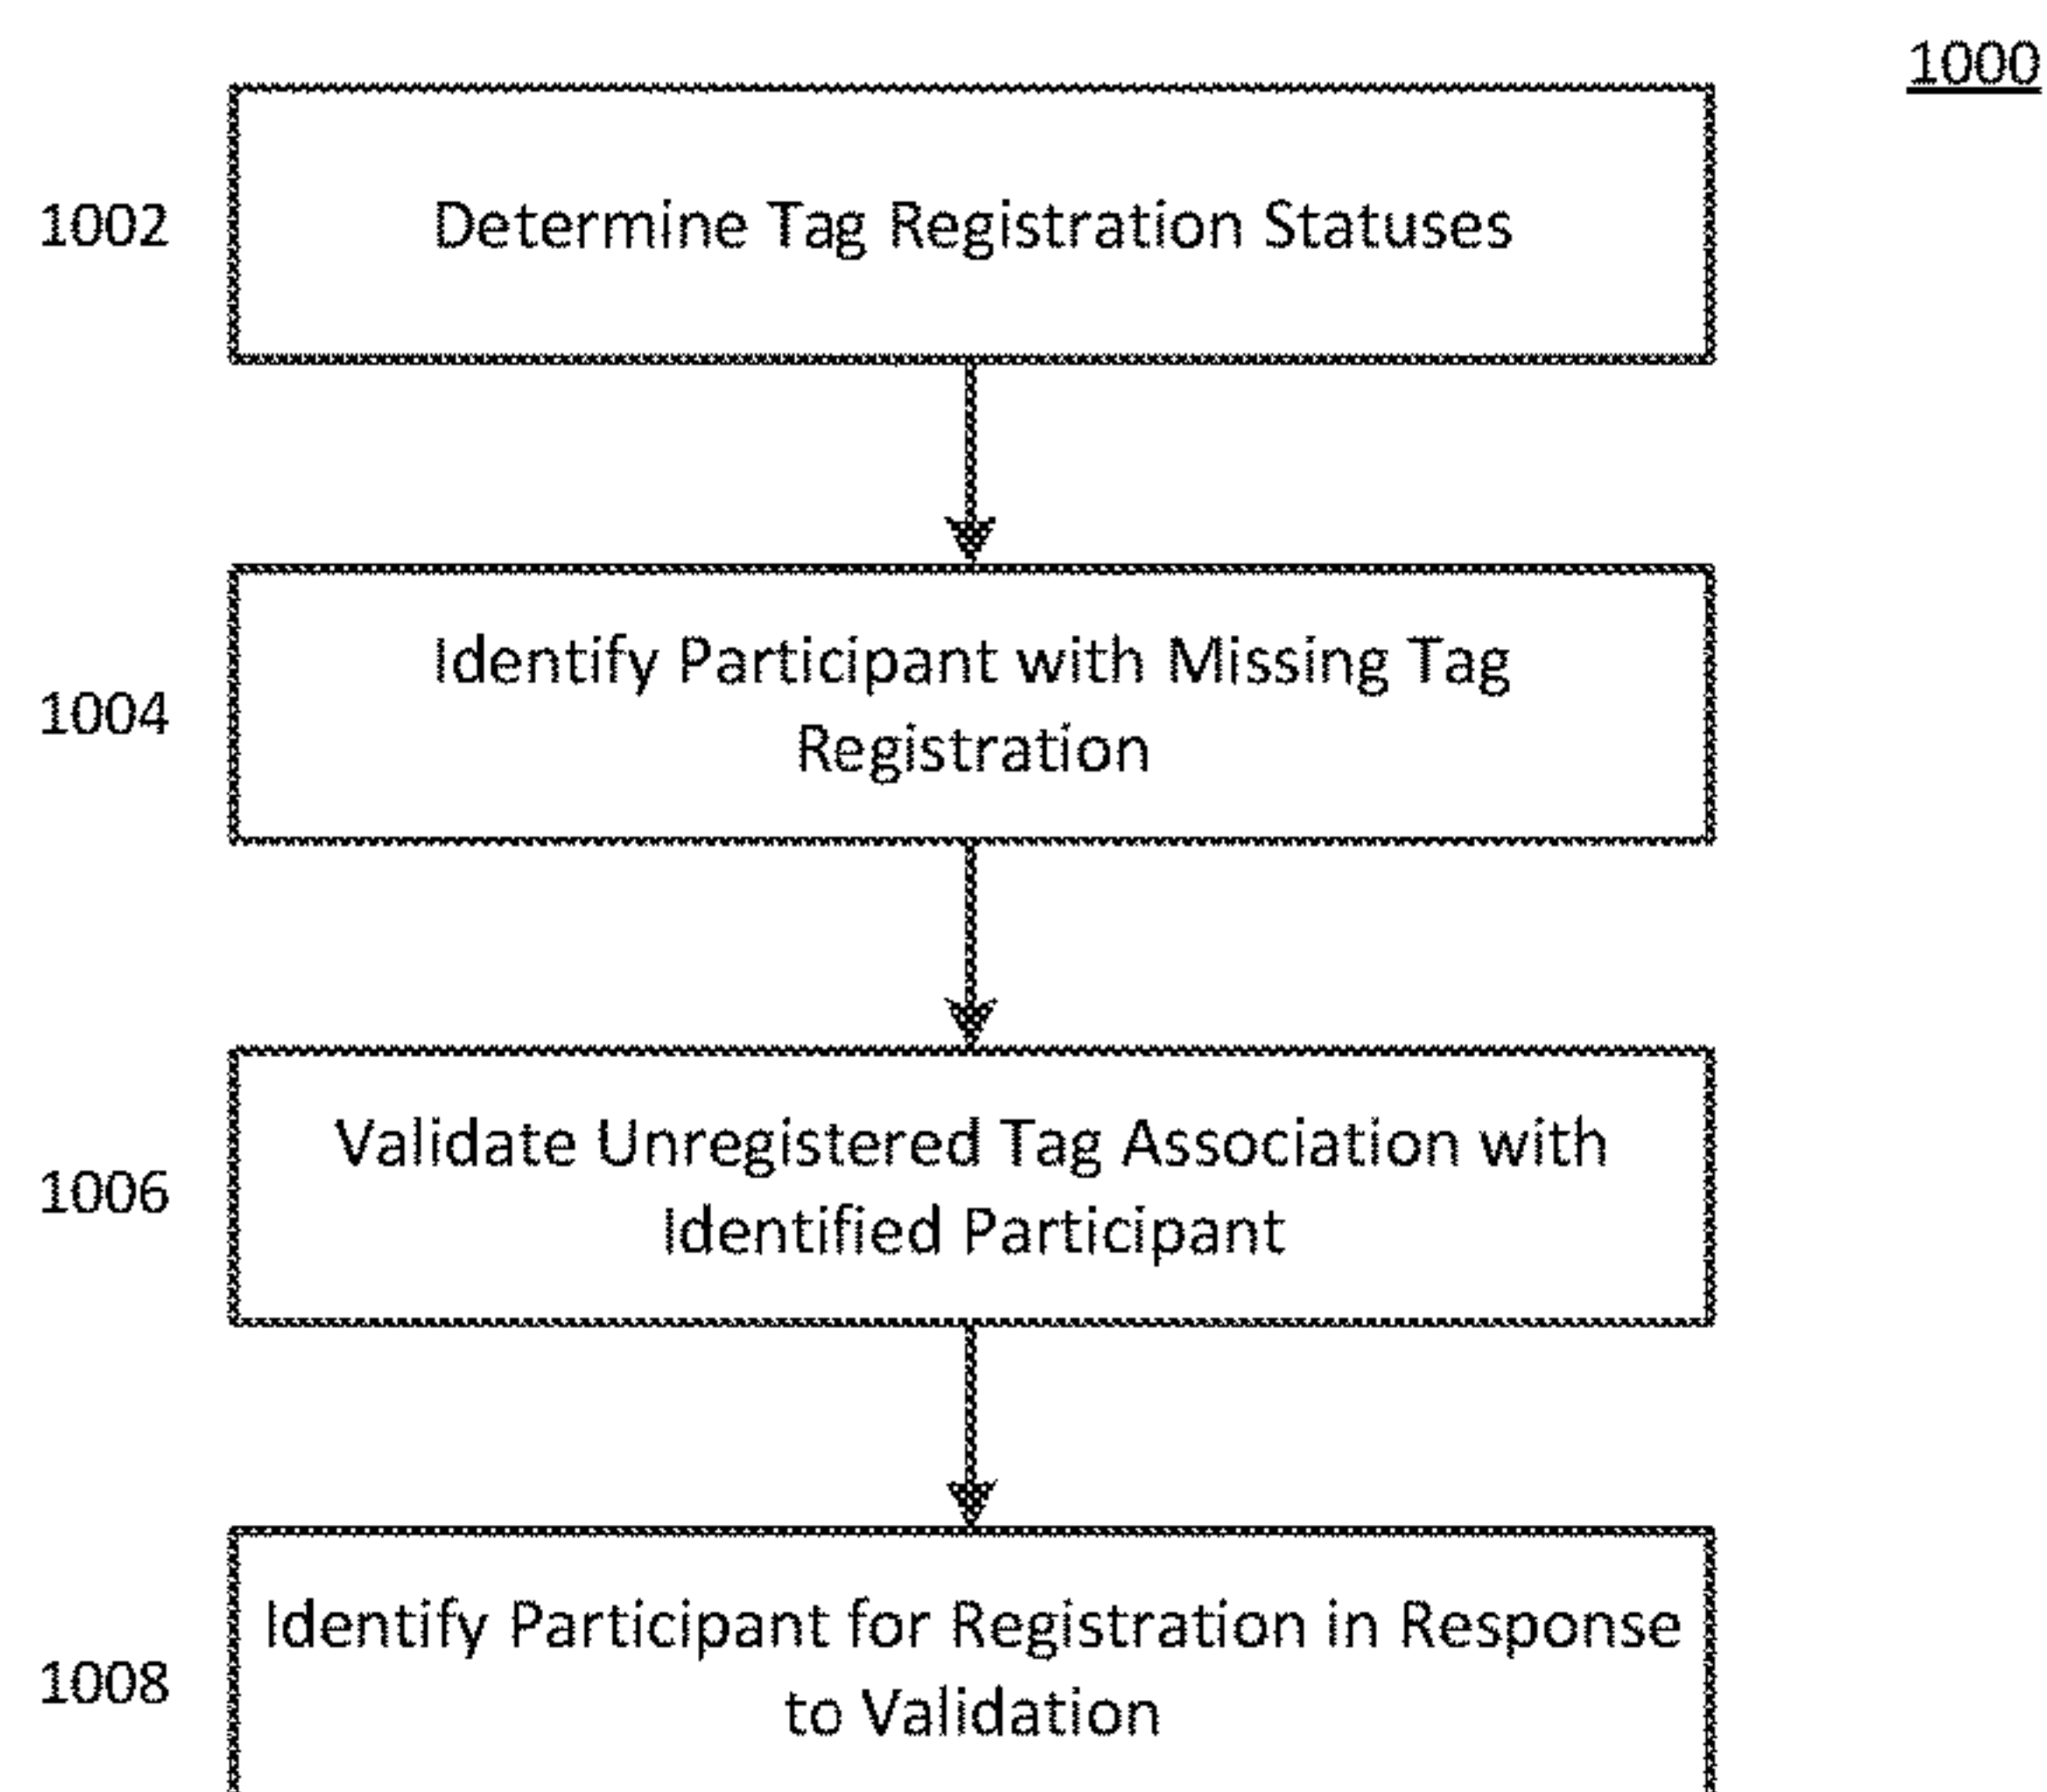 1000
1002
Determine Tag Registration Statuses
1004
Identify Participant with Missing Tag
Registration
1006
Validate Unregistered Tag Association with
Identified Participant
1008
Identify Participant for Registration in Response
to Validation